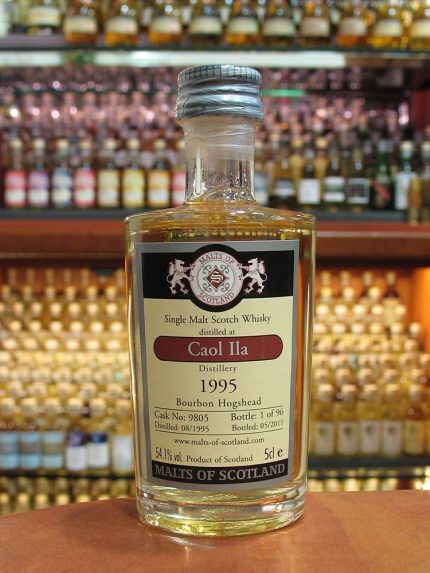 MALTS OF
S
SCOTLAND
Single Malt Scotch Whisky
distilled at
Caol Ila
Distillery
1995
Bourbon Hogshead
Cask No: 9805 Bottle: 1 of 96
Distilled: 08/1995 Bottled: 05/2011
www.malts-of-scotland.com
54.1% vol. Product of Scotland 5cl e
MALTS OF SCOTLAND